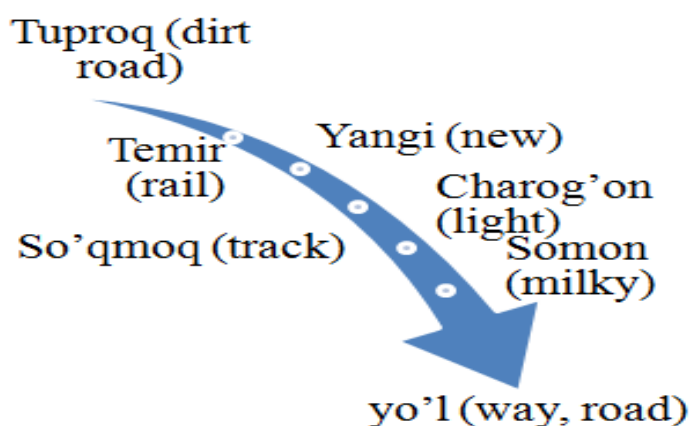 Tuproq (dirt
road)
Temir
(rail)
Yangi (new)
So’qmoq (track)
Charog’on
(light)
Somon
(milky)
yo’l (way, road)